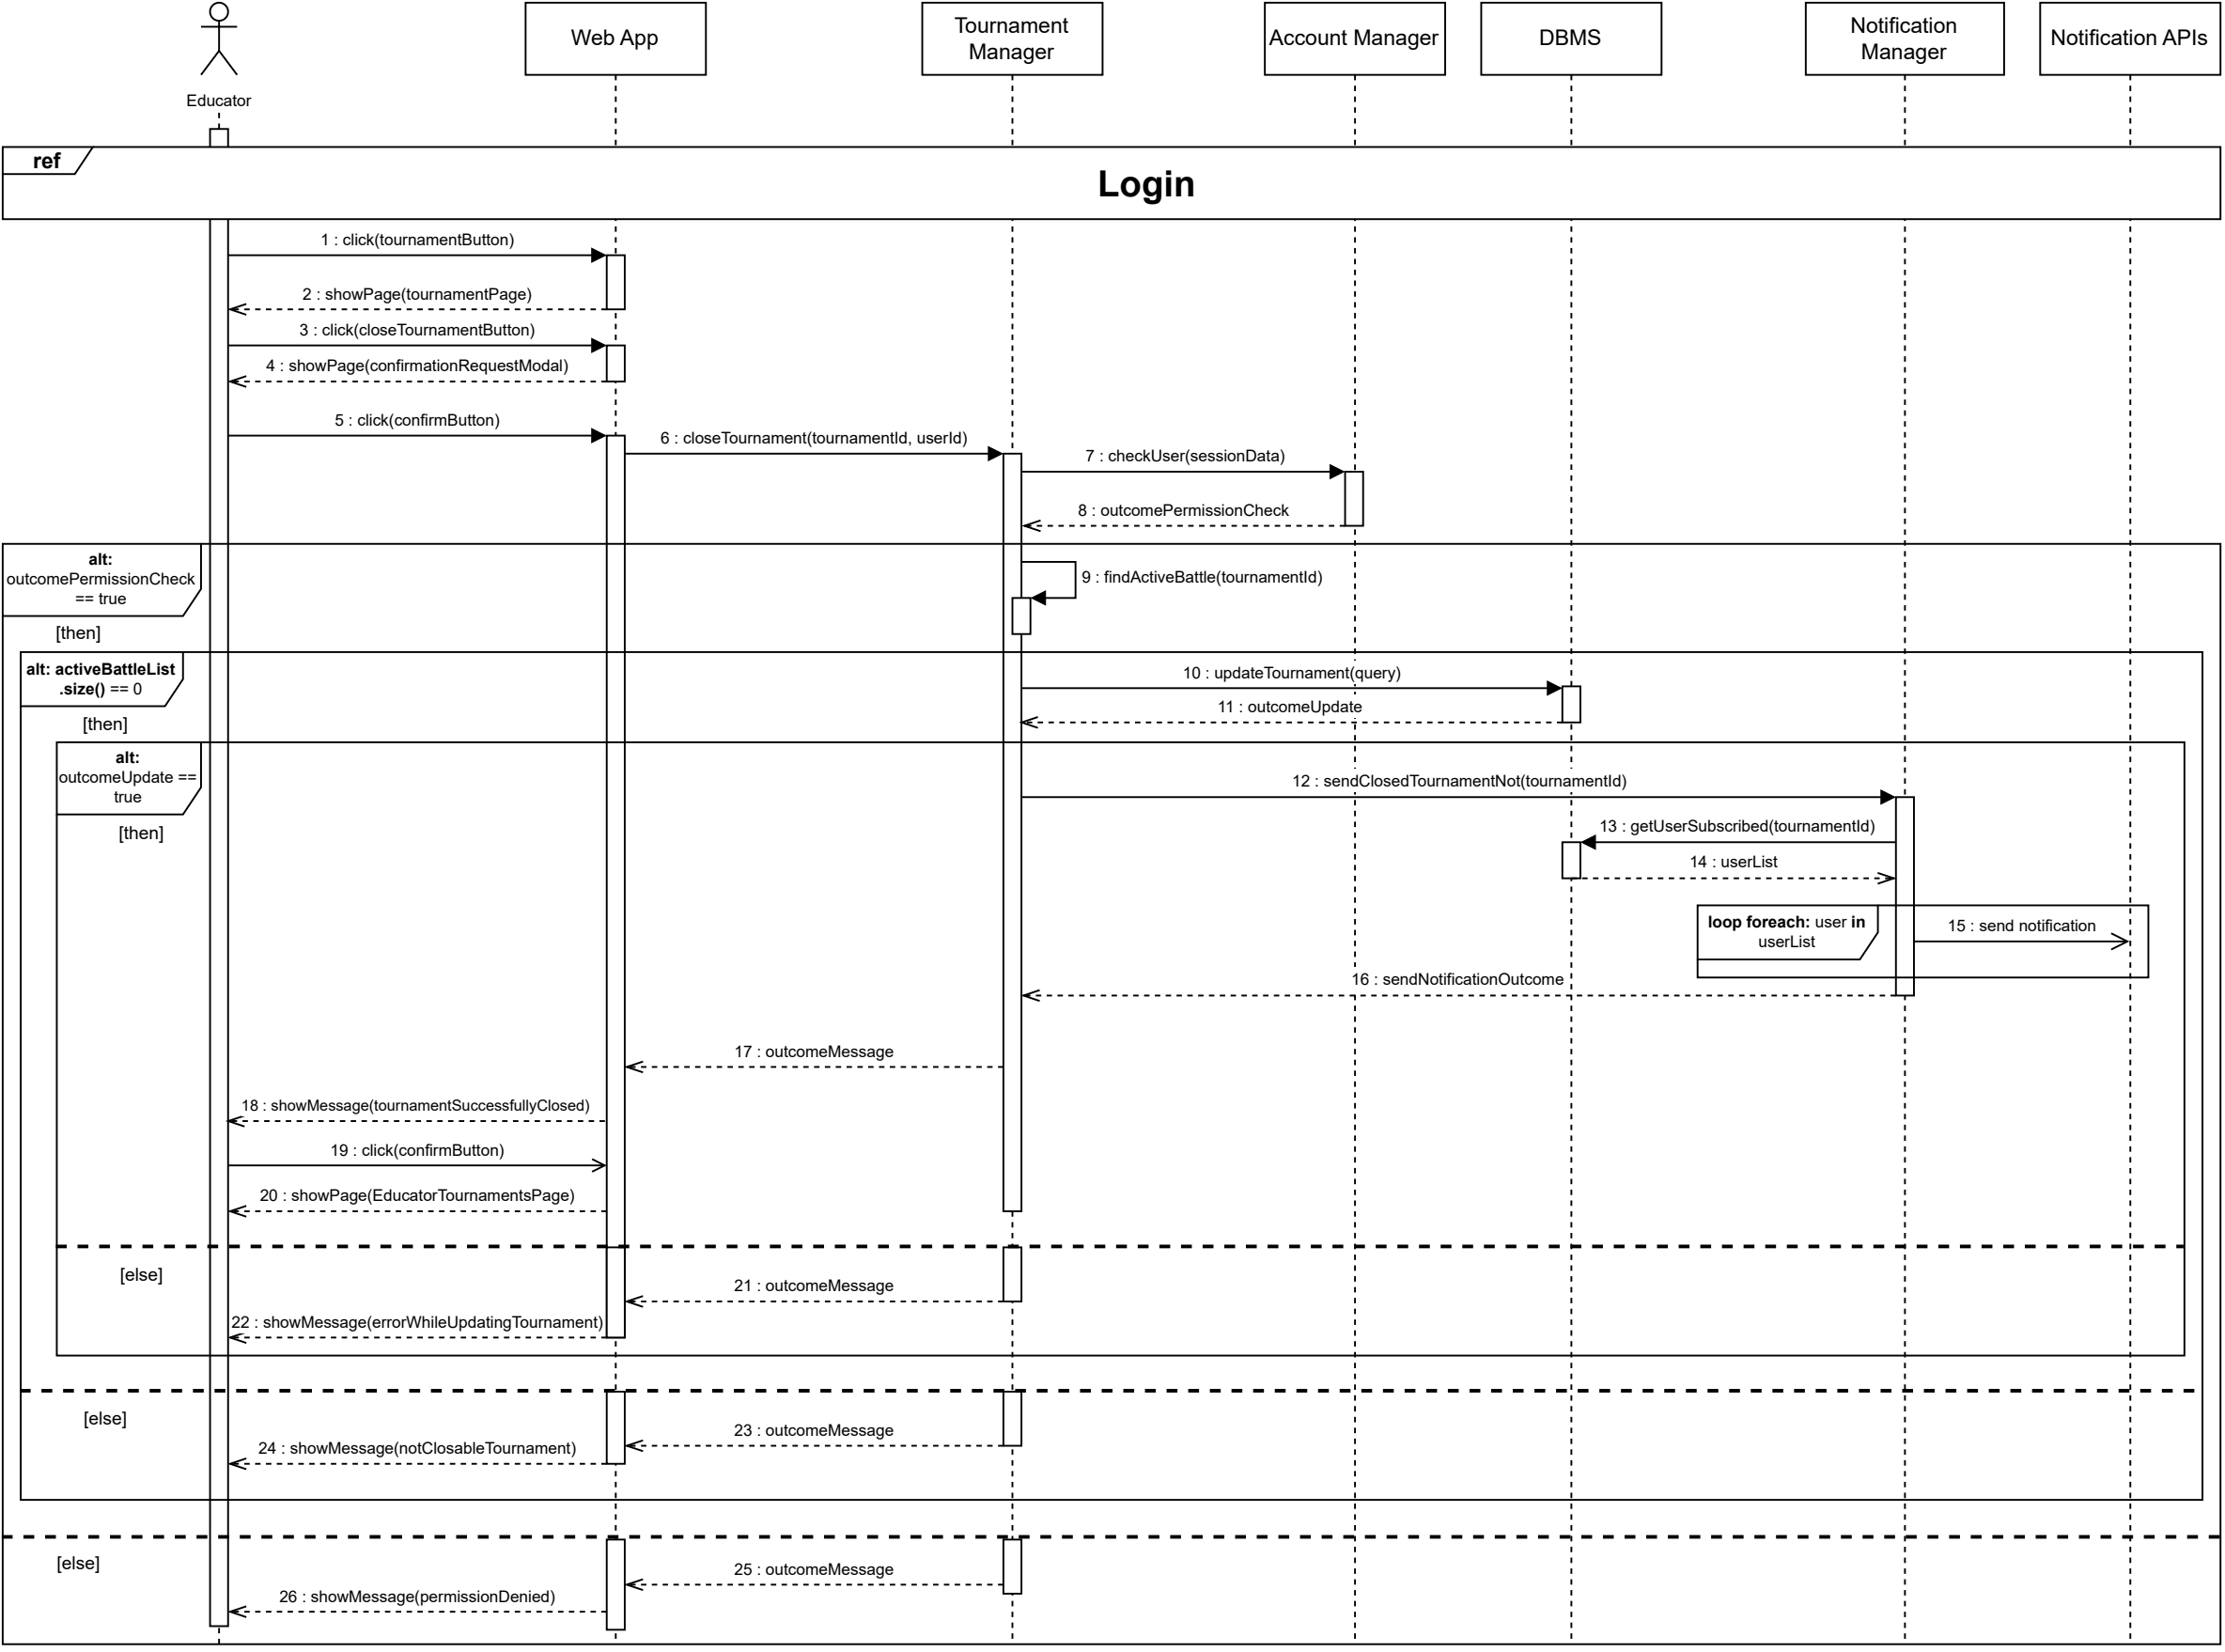 Educator
Web App
Tournament
Manager
Account Manager
DBMS
Notification
Manager
Notification APIs
ref
Login
1 : click(tournamentButton)
2 : showPage(tournamentPage)
3 : click(closeTournamentButton)
4 : showPage(confirmationRequestModal)
5 : click(confirmButton)
6 : closeTournament(tournamentId, userId)
7 : checkUser(sessionData)
8 : outcomePermissionCheck
alt:
outcomePermissionCheck
== true
[then]
9 : findActiveBattle(tournamentId)
alt: activeBattleList
.size() == 0
[then]
10 : updateTournament(query)
11 : outcomeUpdate
alt:
outcomeUpdate ==
true
[then]
12 : sendClosedTournamentNot(tournamentId)
13 : getUserSubscribed(tournamentId)
14 : userList
loop foreach: user in
userList
15 : send notification
16 : sendNotificationOutcome
17 : outcomeMessage
18 : showMessage(tournamentSuccessfullyClosed)
19 : click(confirmButton)
20 : showPage(EducatorTournamentsPage)
[else]
21 : outcomeMessage
22 : showMessage(errorWhileUpdatingTournament)
[else]
23 : outcomeMessage
24 : showMessage(notClosableTournament)
[else]
25 : outcomeMessage
26 : showMessage(permissionDenied)